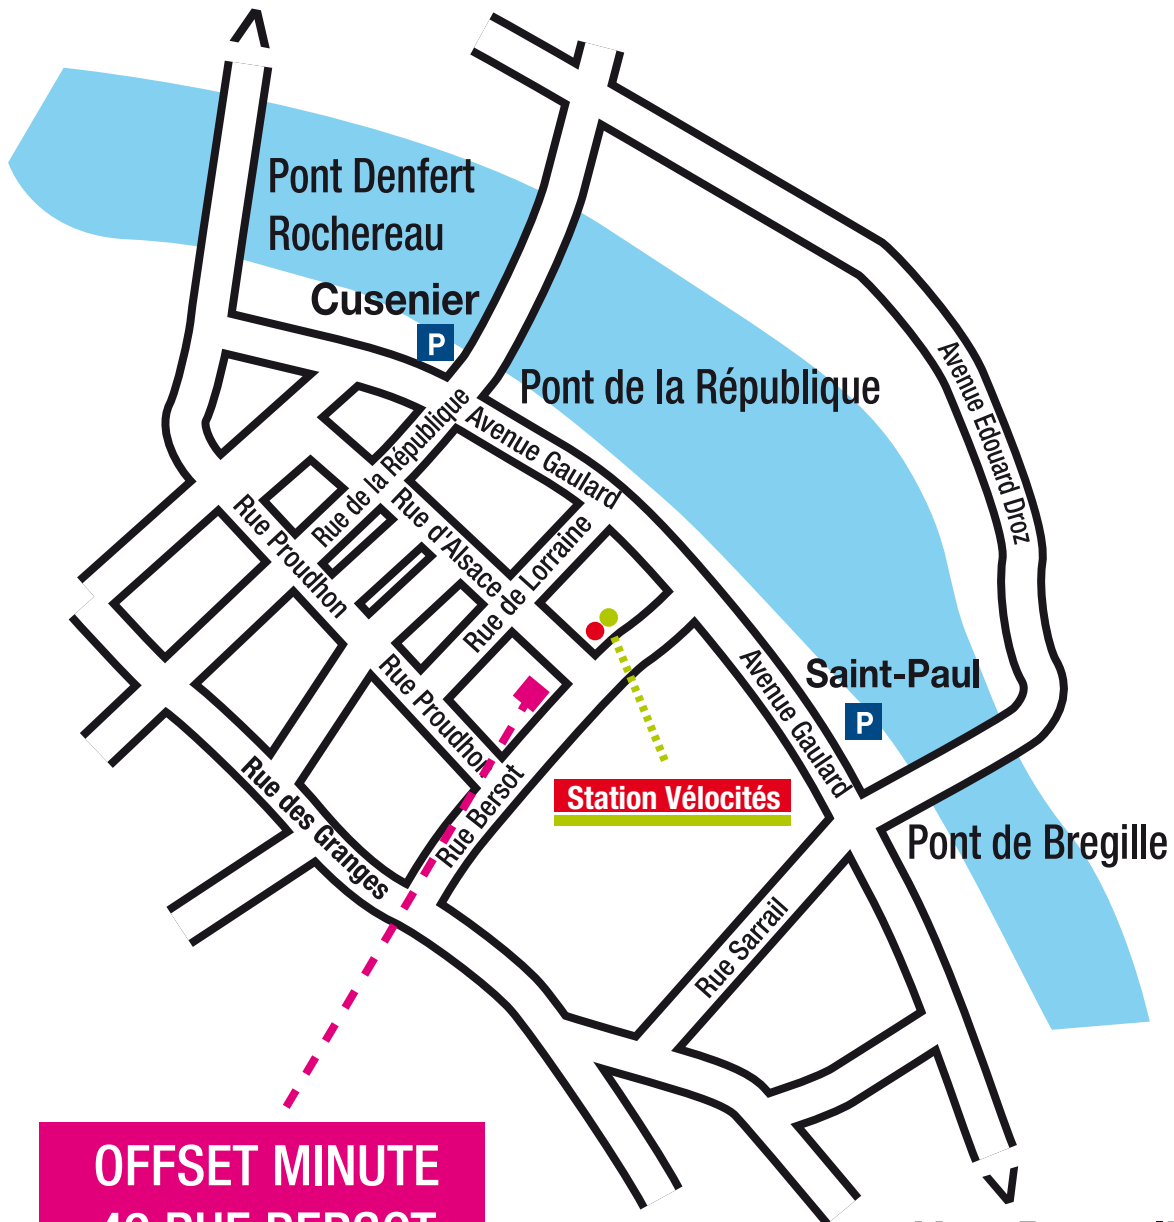 Pont Denfert
Rochereau
Cusenier
P
Pont de la République
Avenue Edouard Droz
Rue de la République
Avenue Gaulard
Rue d'Alsace
Rue de Lorraine
Rue Proudhon
Rue Proudhon
Saint-Paul
P
Avenue Gaulard
Rue des Granges
Rue Bersot
Station Vélocités
Pont de Bregille
Rue Sarrail
OFFSET MINUTE
RUE BERSOT